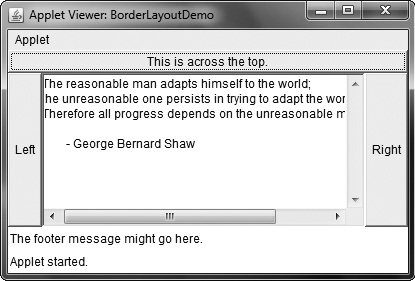 Applet Viewer: BorderLayoutDemo
Applet
This is across the top.
The reasonable man adapts himself to the world;
he unreasonable one persists in trying to adapt the wor
Therefore all progress depends on the unreasonable m
- George Bernard Shaw
Left
Right
The footer message might go here.
Applet started.